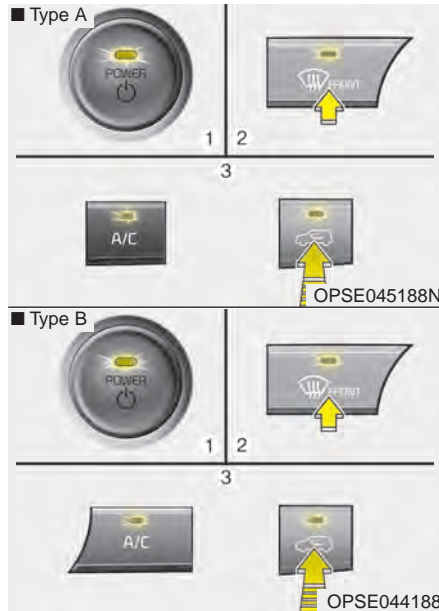 ■ Type A
POWER
FRONT
1
2
3
A/C
OPSE045188N
■ Type B
POWER
FRONT
1
2
3
A/C
OPSE044188